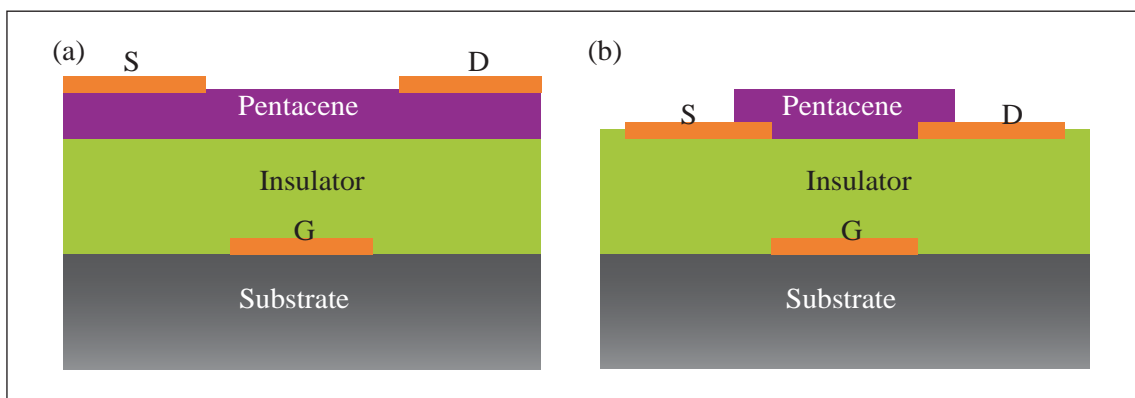 (a)
S
D
Pentacene
Insulator
G
Substrate
(b)
Pentacene
S
D
Insulator
G
Substrate